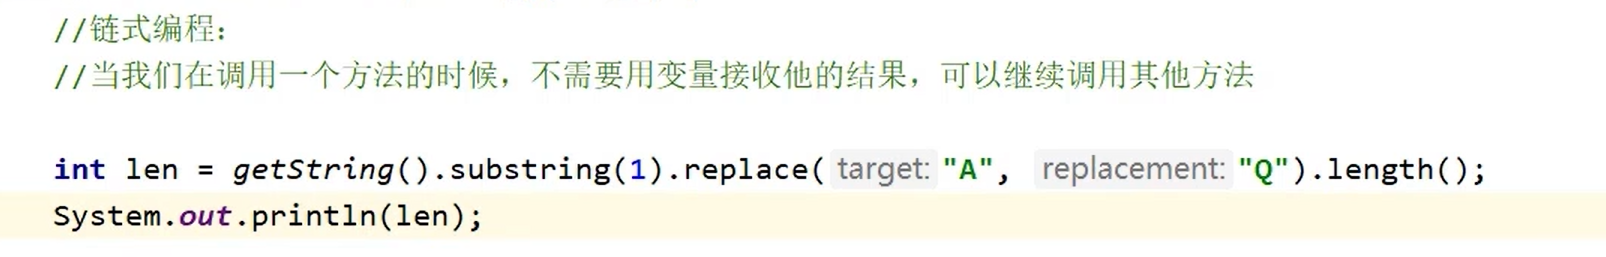 //链式编程:
//当我们在调用一个方法的时候，不需要用变量接收他的结果，可以继续调用其他方法
int len = getString().substring(1).replace( target: "A", replacement: "Q").length();
System.out.println(len);